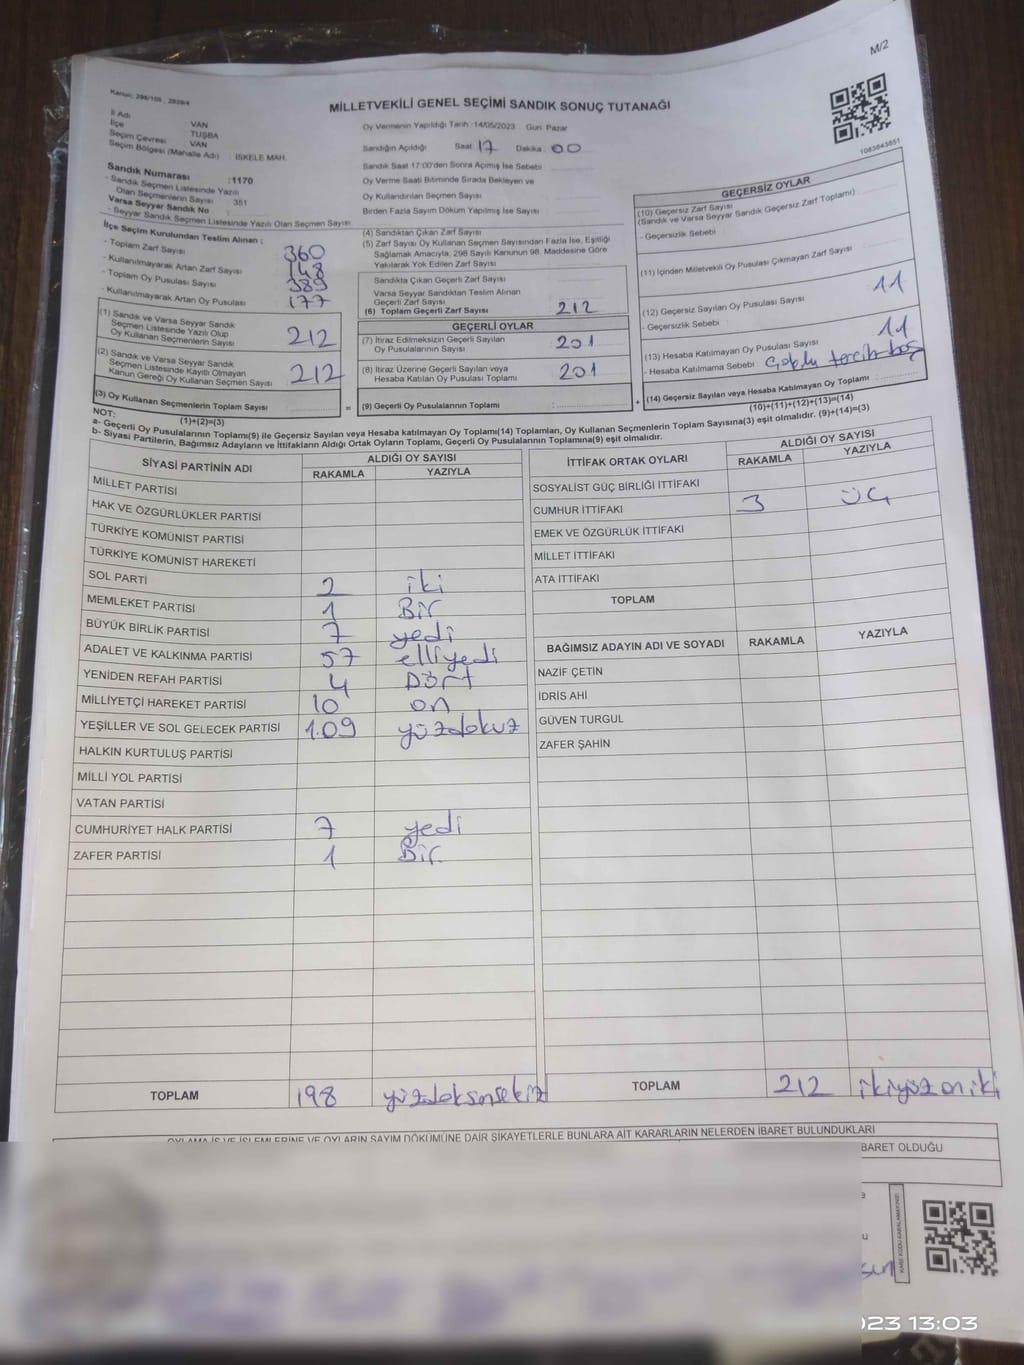 M/2
Kanun: 298/105 , 2839/4
MİLLETVEKİLİ GENEL SEÇİMİ SANDIK SONUÇ TUTANAĞI
1083643651
İl Adı VAN
İlçe TUŞBA
Seçim Çevresi VAN
Seçim Bölgesi (Mahalle Adı) : İSKELE MAH.
Sandık Numarası :1170
- Sandık Seçmen Listesinde Yazılı
Olan Seçmenlerin Sayısı 351
Varsa Seyyar Sandık No
- Seyyar Sandık Seçmen Listesinde Yazılı Olan Seçmen Sayısı
Oy Vermenin Yapıldığı Tarih :14/05/2023 Gün: Pazar
Sandığın Açıldığı Saat 17 Dakika: 00
Sandık Saat 17:00'den Sonra Açılmış İse Sebebi
Oy Verme Saati Bitiminde Sırada Bekleyen ve
Oy Kullandırılan Seçmen Sayısı
Birden Fazla Sayım Döküm Yapılmış İse Sayısı
İlçe Seçim Kurulundan Teslim Alınan :
- Toplam Zarf Sayısı 360
- Kullanılmayarak Artan Zarf Sayısı 148
- Toplam Oy Pusulası Sayısı 389
- Kullanılmayarak Artan Oy Pusulası 177
(1) Sandık ve Varsa Seyyar Sandık
Seçmen Listesinde Yazılı Olup
Oy Kullanan Seçmenlerin Sayısı 212
(2) Sandık ve Varsa Seyyar Sandık
Seçmen Listesinde Kayıtlı Olmayan
Kanun Gereği Oy Kullanan Seçmen Sayısı 212
(3) Oy Kullanan Seçmenlerin Toplam Sayısı
(1)+(2)=(3)
(4) Sandıktan Çıkan Zarf Sayısı
(5) Zarf Sayısı Oy Kullanan Seçmen Sayısından Fazla İse, Eşitliği
Sağlamak Amacıyla, 298 Sayılı Kanunun 98. Maddesine Göre
Yakılarak Yok Edilen Zarf Sayısı
Sandıkta Çıkan Geçerli Zarf Sayısı
Varsa Seyyar Sandıktan Teslim Alınan
Geçerli Zarf Sayısı
(6) Toplam Geçerli Zarf Sayısı 212
GEÇERLİ OYLAR
(7) İtiraz Edilmeksizin Geçerli Sayılan
Oy Pusulalarının Sayısı 201
(8) İtiraz Üzerine Geçerli Sayılan veya
Hesaba Katılan Oy Pusulası Toplamı 201
= (9) Geçerli Oy Pusulalarının Toplamı
GEÇERSİZ OYLAR
(10) Geçersiz Zarf Sayısı
(Sandık ve Varsa Seyyar Sandık Geçersiz Zarf Toplamı)
- Geçersizlik Sebebi
(11) İçinden Milletvekili Oy Pusulası Çıkmayan Zarf Sayısı
(12) Geçersiz Sayılan Oy Pusulası Sayısı 11
- Geçersizlik Sebebi
(13) Hesaba Katılmayan Oy Pusulası Sayısı 11
- Hesaba Katılmama Sebebi tercih boş
+ (14) Geçersiz Sayılan veya Hesaba Katılmayan Oy Toplamı
(10)+(11)+(12)+(13)=(14)
NOT:
a- Geçerli Oy Pusulalarının Toplamı(9) ile Geçersiz Sayılan veya Hesaba katılmayan Oy Toplamı(14) Toplamları, Oy Kullanan Seçmenlerin Toplam Sayısına(3) eşit olmalıdır. (9)+(14)=(3)
b- Siyasi Partilerin, Bağımsız Adayların ve İttifakların Aldığı Ortak Oyların Toplamı, Geçerli Oy Pusulalarının Toplamına(9) eşit olmalıdır.
SİYASİ PARTİNİN ADI ALDIĞI OY SAYISI
RAKAMLA YAZIYLA
MİLLET PARTİSİ
HAK VE ÖZGÜRLÜKLER PARTİSİ
TÜRKİYE KOMÜNİST PARTİSİ
TÜRKİYE KOMÜNİST HAREKETİ
SOL PARTİ 2 iki
MEMLEKET PARTİSİ 1 Bir
BÜYÜK BİRLİK PARTİSİ 7 yedi
ADALET VE KALKINMA PARTİSİ 57 elliyedi
YENİDEN REFAH PARTİSİ 4 Dört
MİLLİYETÇİ HAREKET PARTİSİ 10 on
YEŞİLLER VE SOL GELECEK PARTİSİ 109 yüzdokuz
HALKIN KURTULUŞ PARTİSİ
MİLLİ YOL PARTİSİ
VATAN PARTİSİ
CUMHURİYET HALK PARTİSİ 7 yedi
ZAFER PARTİSİ 1 Bir
TOPLAM 198 yüzdoksansekiz
İTTİFAK ORTAK OYLARI ALDIĞI OY SAYISI
RAKAMLA YAZIYLA
SOSYALİST GÜÇ BİRLİĞİ İTTİFAKI
CUMHUR İTTİFAKI 3 ÜÇ
EMEK VE ÖZGÜRLÜK İTTİFAKI
MİLLET İTTİFAKI
ATA İTTİFAKI
TOPLAM
BAĞIMSIZ ADAYIN ADI VE SOYADI RAKAMLA YAZIYLA
NAZİF ÇETİN
İDRİS AHİ
GÜVEN TURGUL
ZAFER ŞAHİN
TOPLAM 212 ikiyüzoniki
OYLAMA İŞ VE İŞLEMLERİNE VE OYLARIN SAYIM DÖKÜMÜNE DAİR ŞİKAYETLERLE BUNLARA AİT KARARLARIN NELERDEN İBARET BULUNDUKLARI
BARET OLDUĞU
KARE KODU KARALAMAYINIZ!
023 13:03